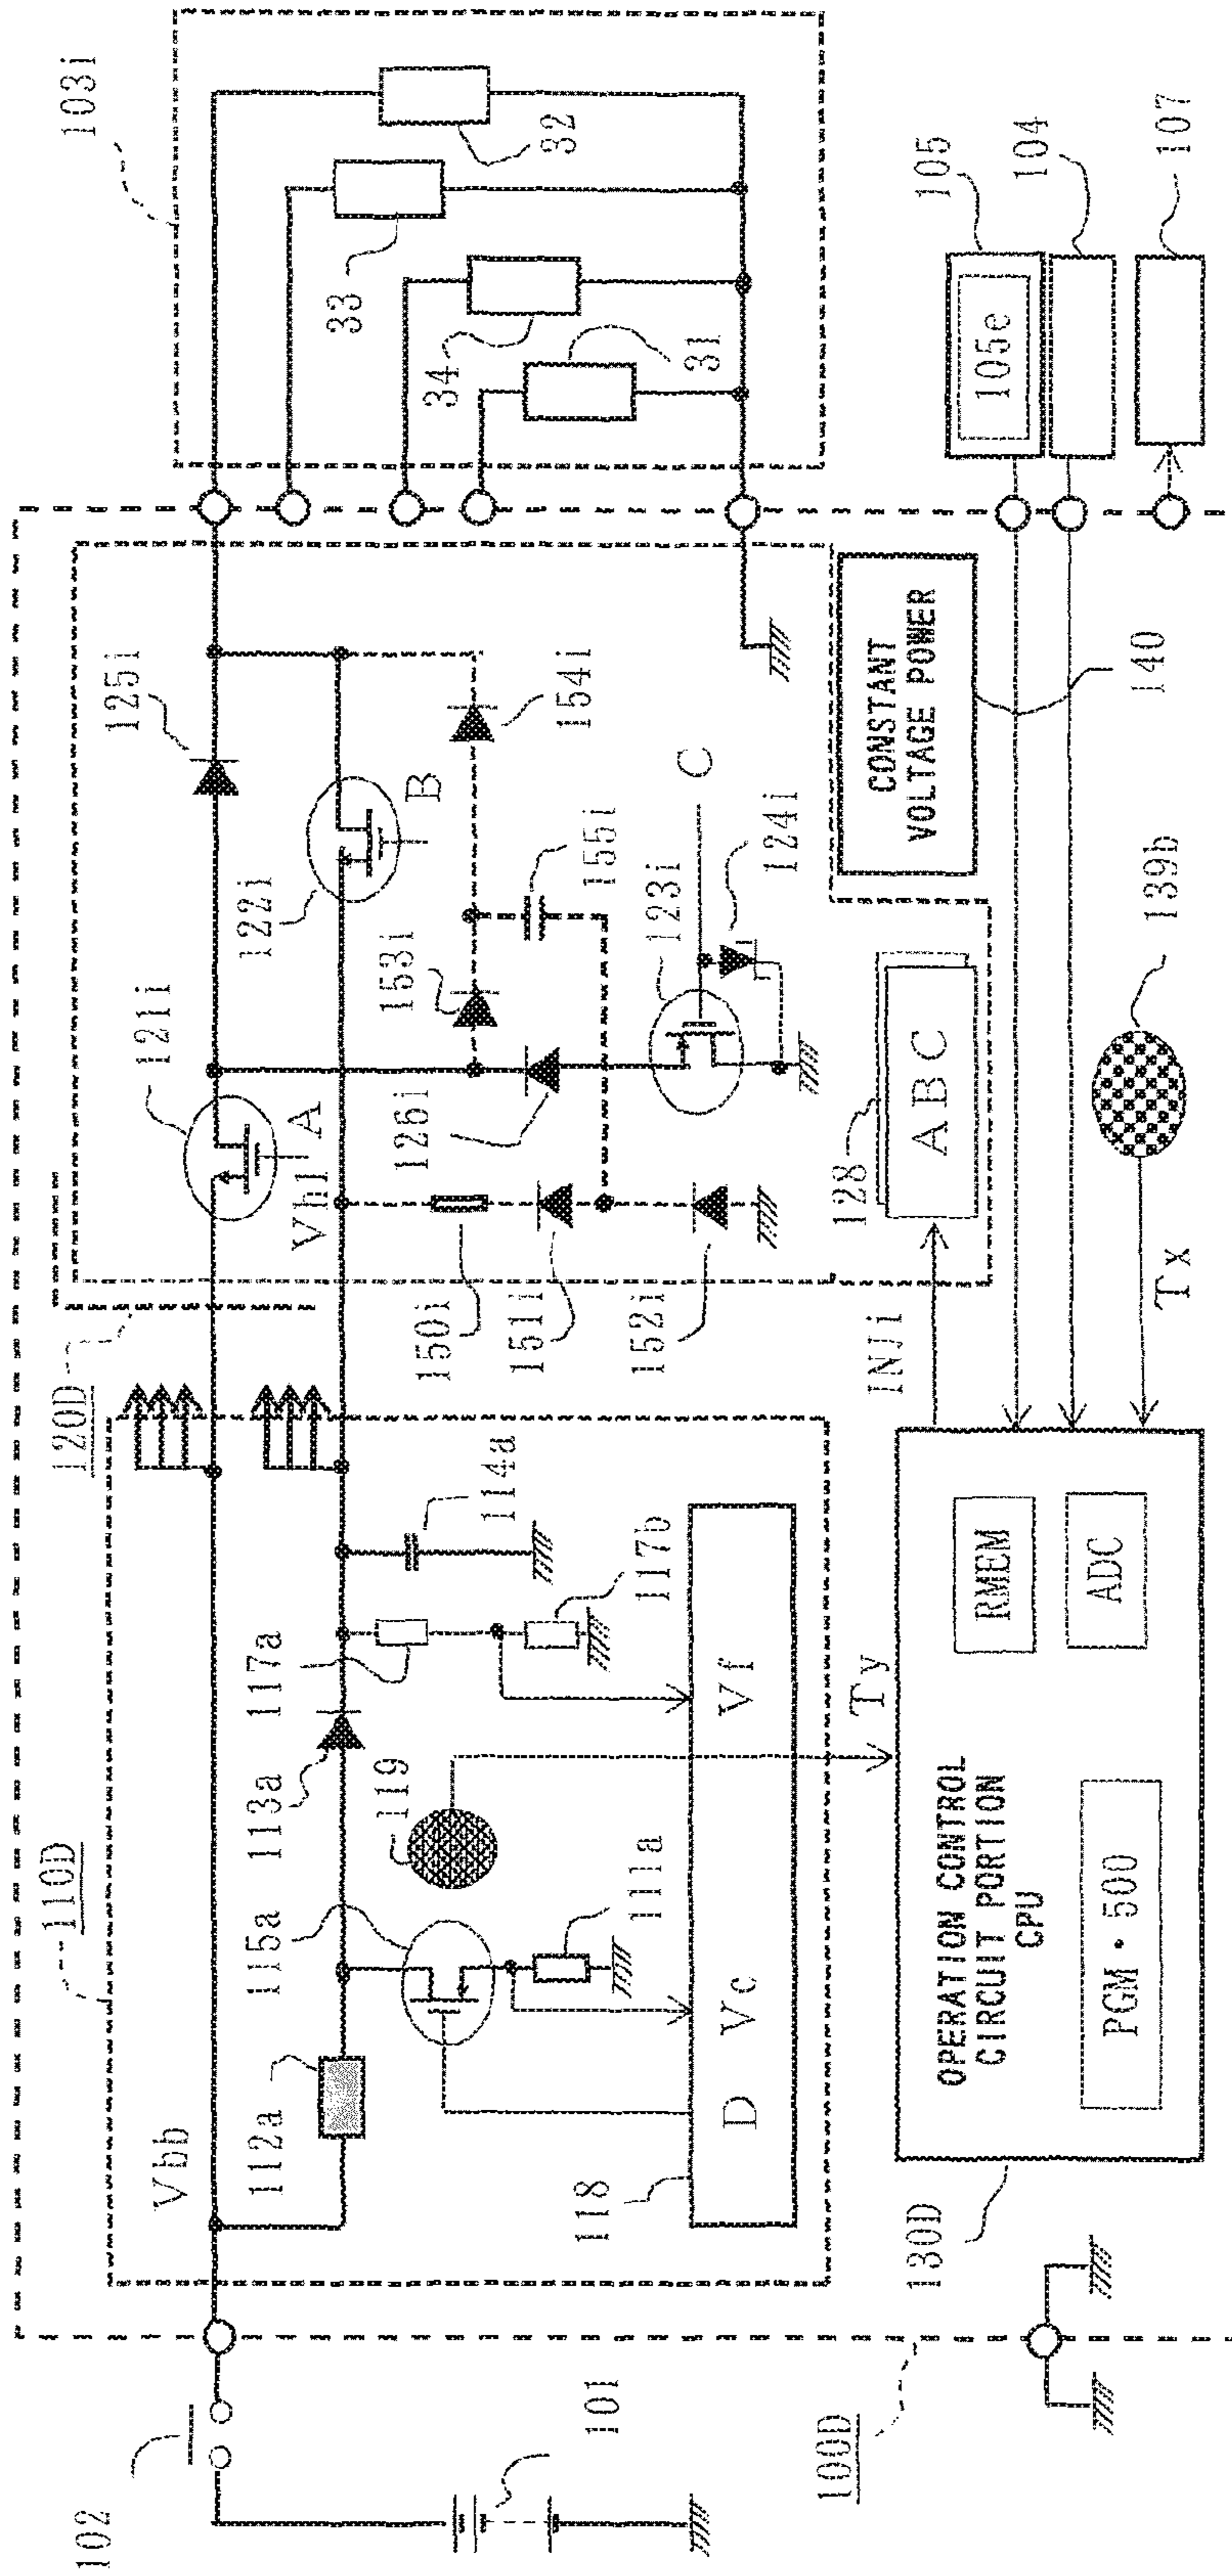 102
101
100D
Vbb
110D
112a
115a
113a
119
117a
111a
114a
117b
118
D
Vc
Vf
120D
121i
A
Vh1
125i
122i
B
126i
153i
150i
151i
152i
154i
155i
C
123i
124i
103i
32
33
34
31
128
A B C
CONSTANT
VOLTAGE POWER
140
105
105e
104
107
139b
Tx
INJi
Ty
130D
OPERATION CONTROL
CIRCUIT PORTION
CPU
PGM・500
RMEM
ADC